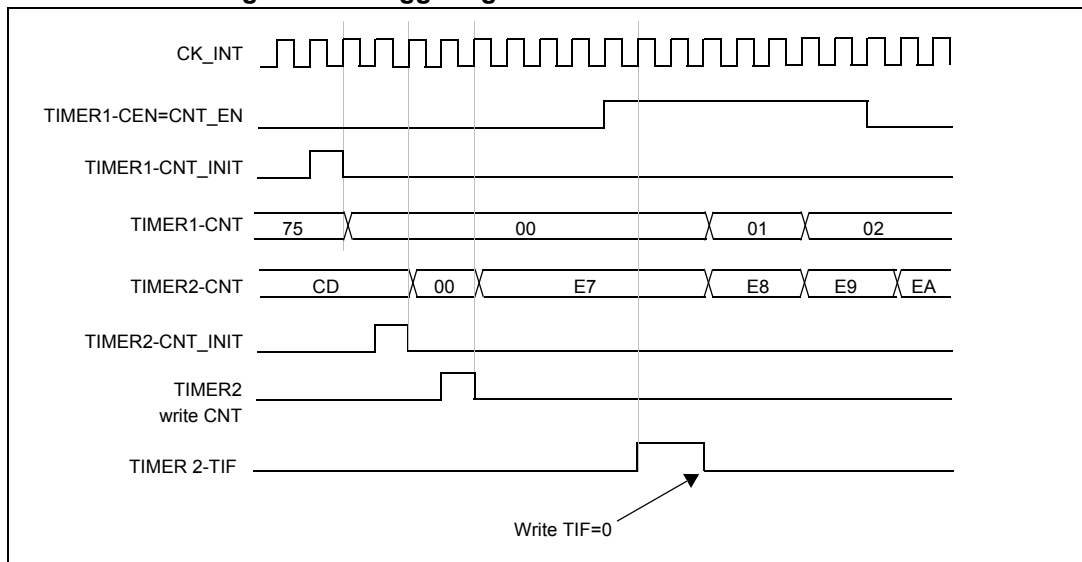 CK_INT
TIMER1-CEN=CNT_EN
TIMER1-CNT_INIT
TIMER1-CNT 75 00 01 02
TIMER2-CNT CD 00 E7 E8 E9 EA
TIMER2-CNT_INIT
TIMER2
write CNT
TIMER 2-TIF
Write TIF=0